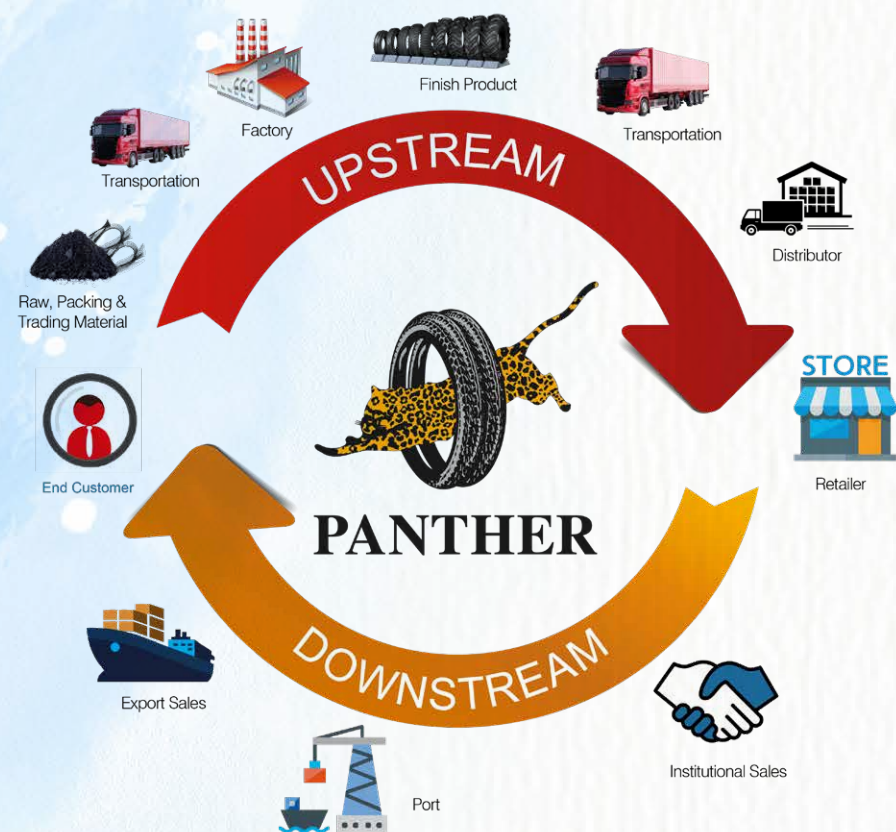 Finish Product
Factory
Transportation
Transportation
UPSTREAM
Distributor
Raw, Packing &
Trading Material
STORE
Retailer
End Customer
PANTHER
DOWNSTREAM
Export Sales
Institutional Sales
Port